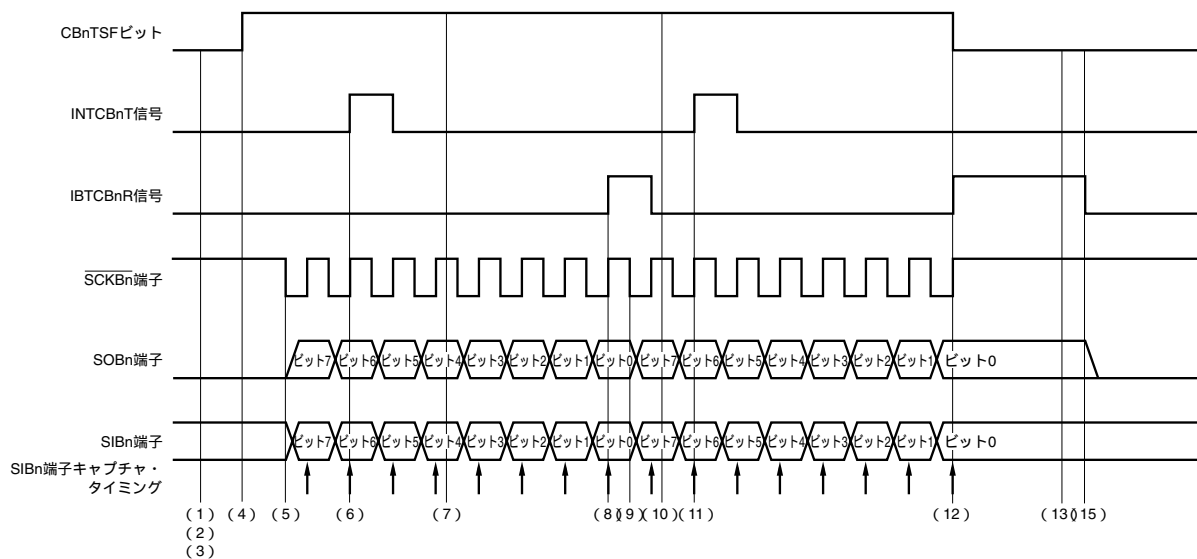 CBnTSFビット
INTCBnT信号
IBTCBnR信号
SCKBn端子
SOBn端子
ビット7 ビット6 ビット5 ビット4 ビット3 ビット2 ビット1 ビット0 ビット7 ビット6 ビット5 ビット4 ビット3 ビット2 ビット1 ビット0
SIBn端子
ビット7 ビット6 ビット5 ビット4 ビット3 ビット2 ビット1 ビット0 ビット7 ビット6 ビット5 ビット4 ビット3 ビット2 ビット1 ビット0
SIBn端子キャプチャ・
タイミング
(1) (4) (5) (6) (7) (8)(9)(10)(11) (12) (13)(15)
(2)
(3)